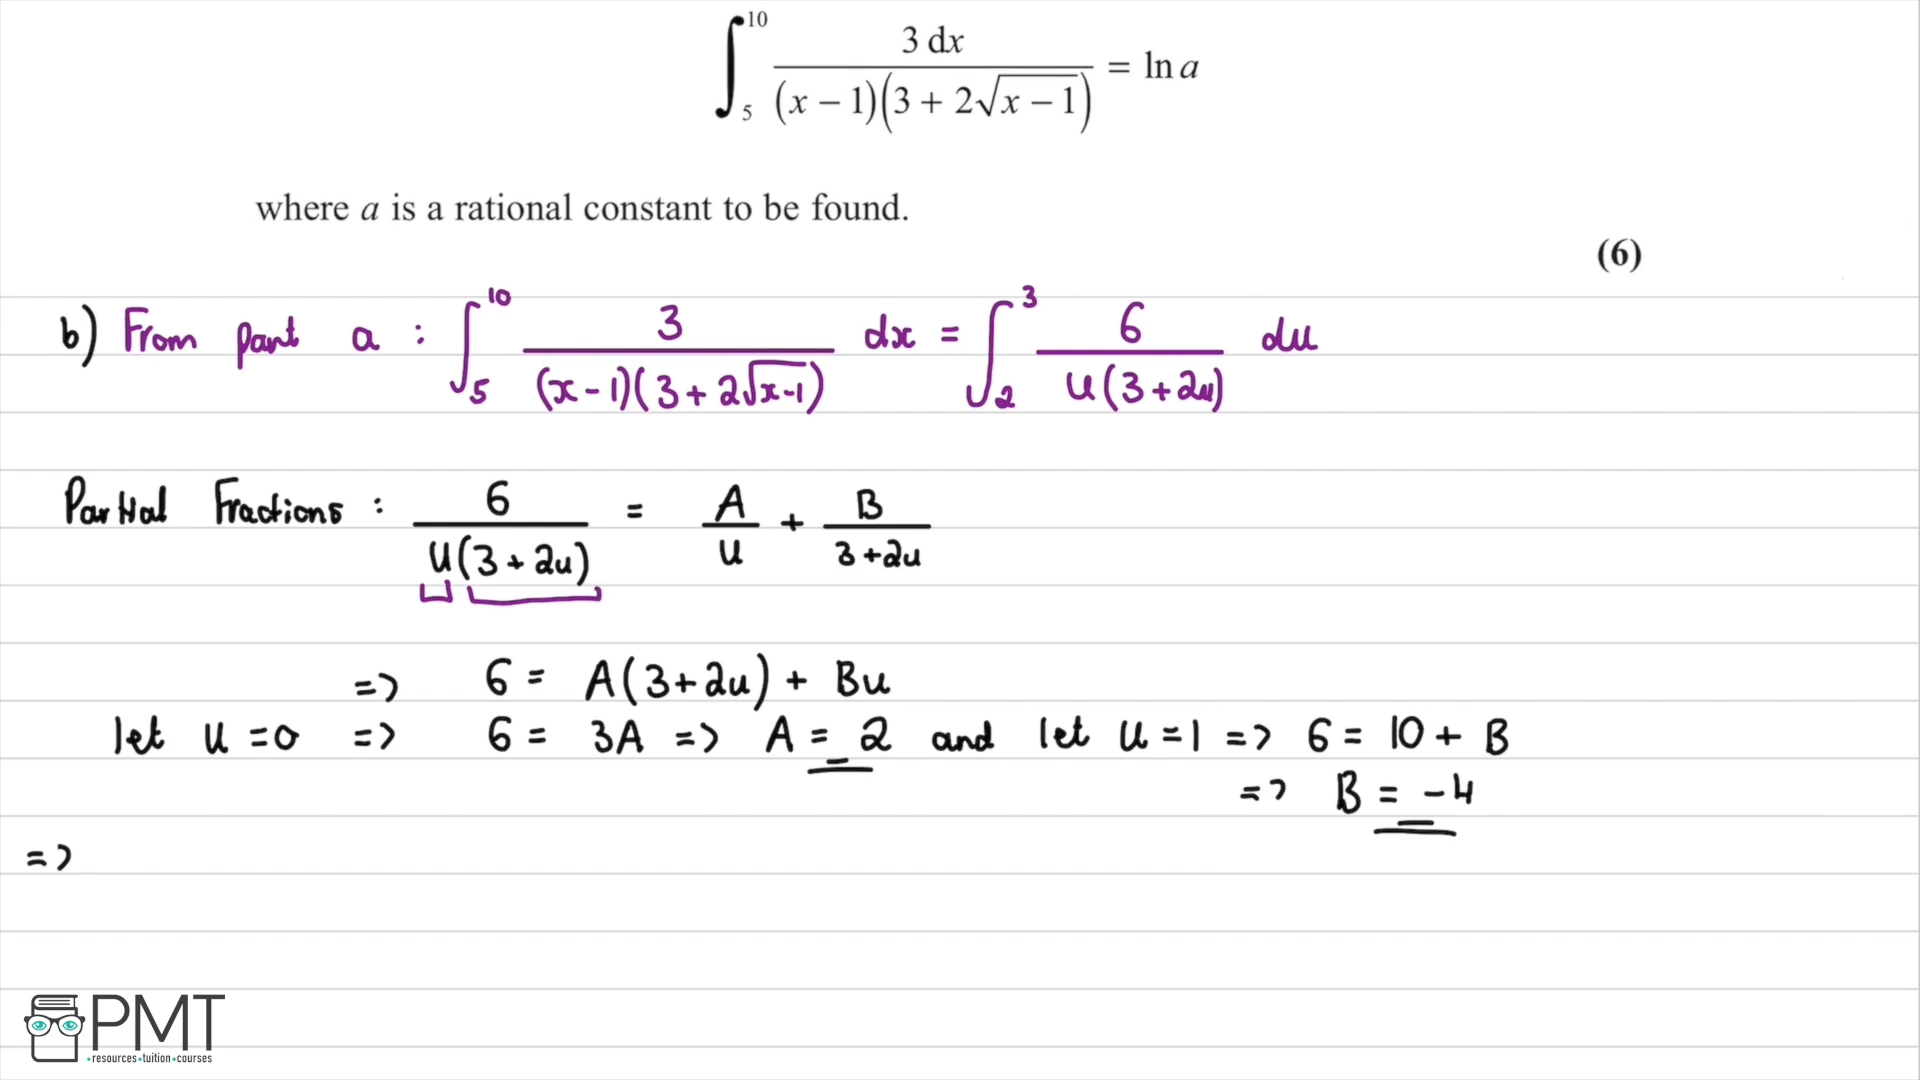 ∫₅¹⁰ 3 dx / ((x − 1)(3 + 2√(x − 1))) = ln a
where a is a rational constant to be found.
(6)
b) From part a : ∫₅¹⁰ 3 / ((x − 1)(3 + 2√(x-1))) dx = ∫₂³ 6 / (u(3 + 2u)) du
Partial Fractions : 6 / (u(3 + 2u)) = A / u + B / (3 + 2u)
=> 6 = A(3 + 2u) + Bu
let u = 0 => 6 = 3A => A = 2 and let u = 1 => 6 = 10 + B
=> B = -4
=>
PMT
•resources•tuition•courses